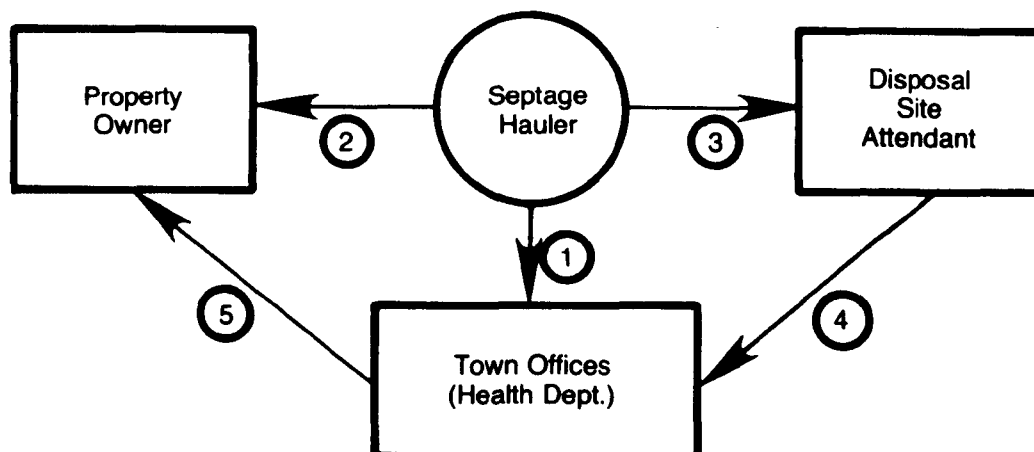 Property
Owner
Septage
Hauler
Disposal
Site
Attendant
2
3
1
5
4
Town Offices
(Health Dept.)